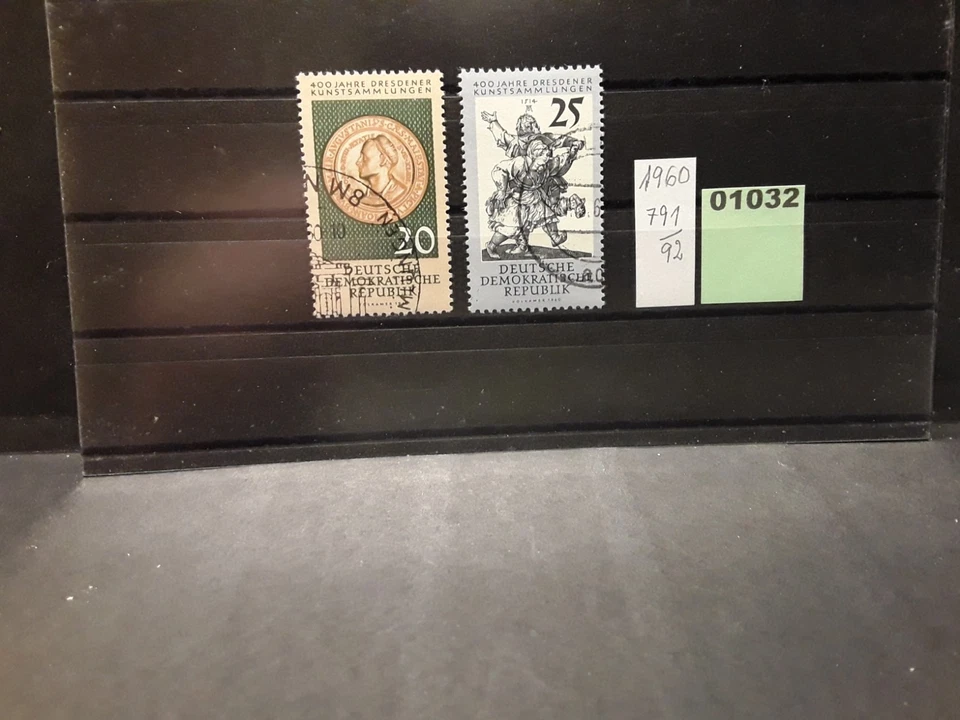 400 JAHRE DRESDENER
KUNSTSAMMLUNGEN
20
DEUTSCHE
DEMOKRATISCHE
REPUBLIK
400 JAHRE DRESDENER
KUNSTSAMMLUNGEN
1514
25
DEUTSCHE
DEMOKRATISCHE
REPUBLIK
1960
791
92
01032